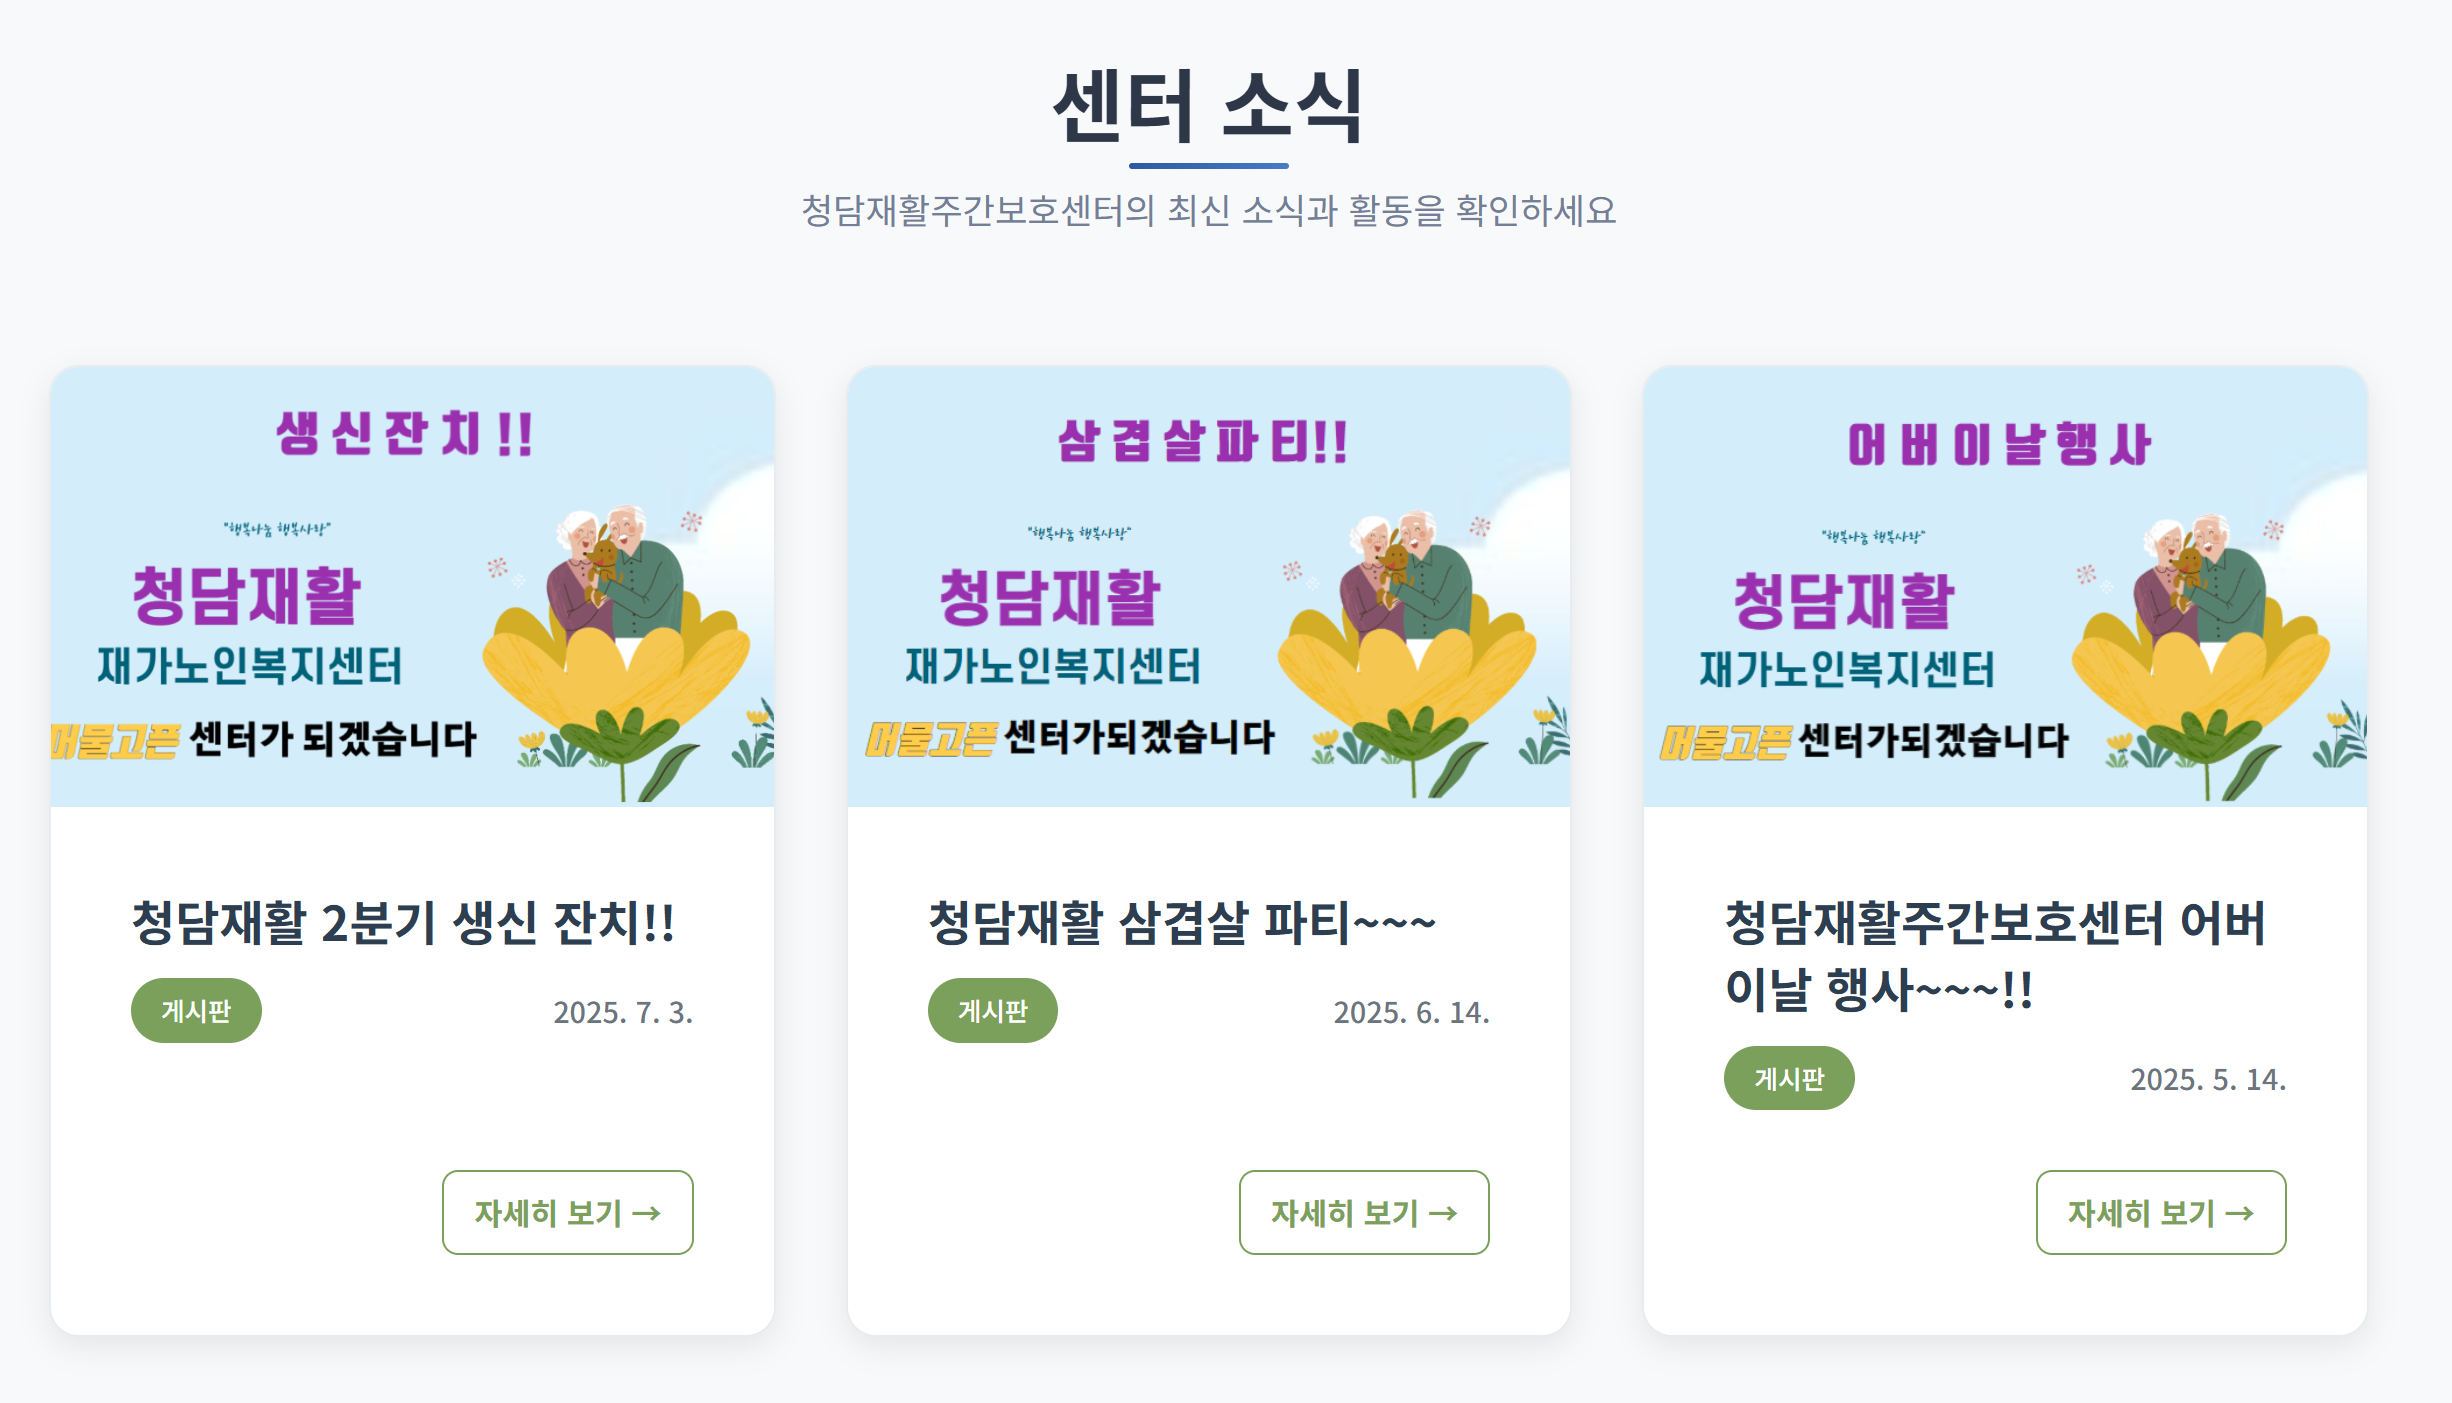 센터 소식
청담재활주간보호센터의 최신 소식과 활동을 확인하세요
생신잔치!!
"행복나눔 행복사랑"
청담재활
재가노인복지센터
머물고픈 센터가 되겠습니다
청담재활 2분기 생신 잔치!!
게시판
2025. 7. 3.
자세히 보기 →
삼겹살파티!!
"행복나눔 행복사랑"
청담재활
재가노인복지센터
머물고픈 센터가되겠습니다
청담재활 삼겹살 파티~~~
게시판
2025. 6. 14.
자세히 보기 →
어버이날행사
"행복나눔 행복사랑"
청담재활
재가노인복지센터
머물고픈 센터가되겠습니다
청담재활주간보호센터 어버
이날 행사~~~!!
게시판
2025. 5. 14.
자세히 보기 →